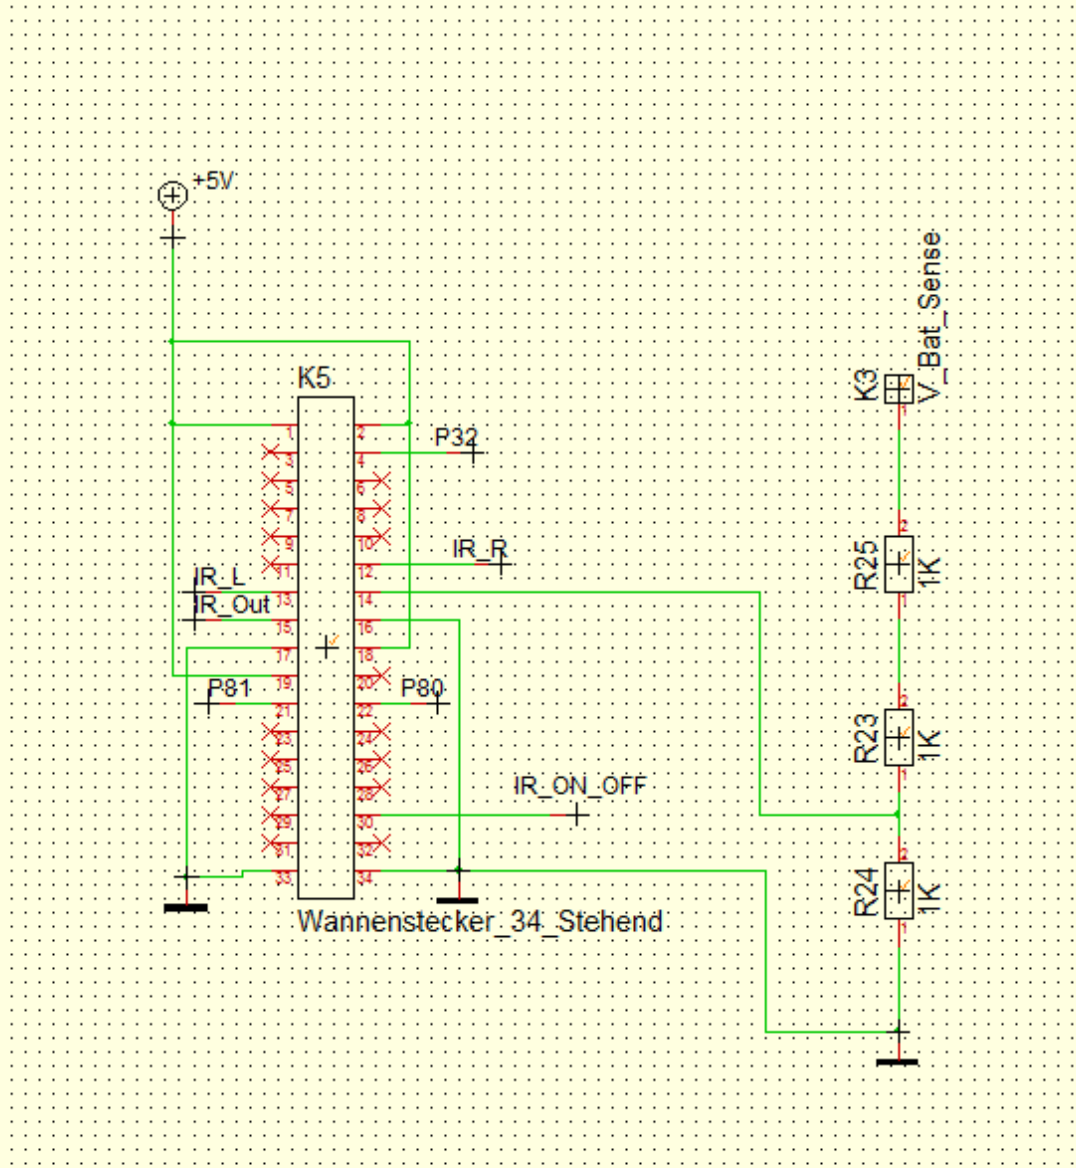 +5V
V_Bat_Sense
K3
1
K5
1 2
P32
3 4
5 6
7 8
9 10
IR_R
11 12
IR_L
13 14
IR_Out
15 16
17 18
19 20
P81
P80
21 22
23 24
25 26
27 28
IR_ON_OFF
29 30
31 32
33 34
Wannenstecker_34_Stehend
2
R25
1K
1
2
R23
1K
1
2
R24
1K
1